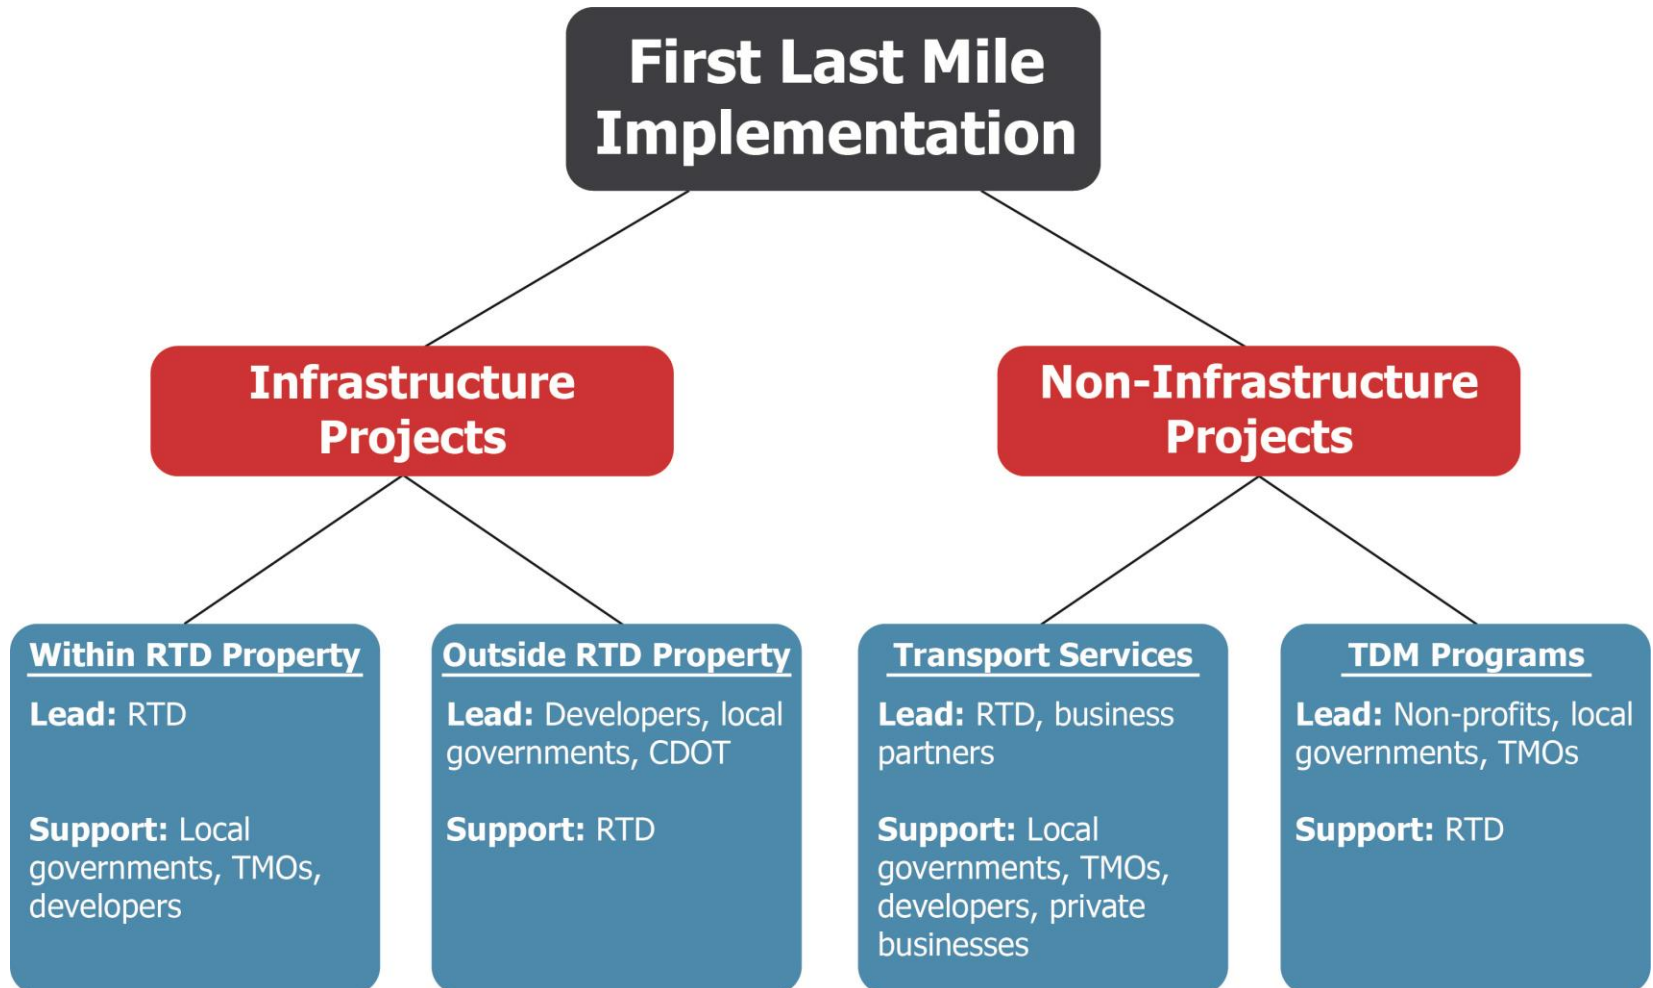 First Last Mile
Implementation
Infrastructure
Projects
Non-Infrastructure
Projects
Within RTD Property
Lead: RTD
Support: Local
governments, TMOs,
developers
Outside RTD Property
Lead: Developers, local
governments, CDOT
Support: RTD
Transport Services
Lead: RTD, business
partners
Support: Local
governments, TMOs,
developers, private
businesses
TDM Programs
Lead: Non-profits, local
governments, TMOs
Support: RTD